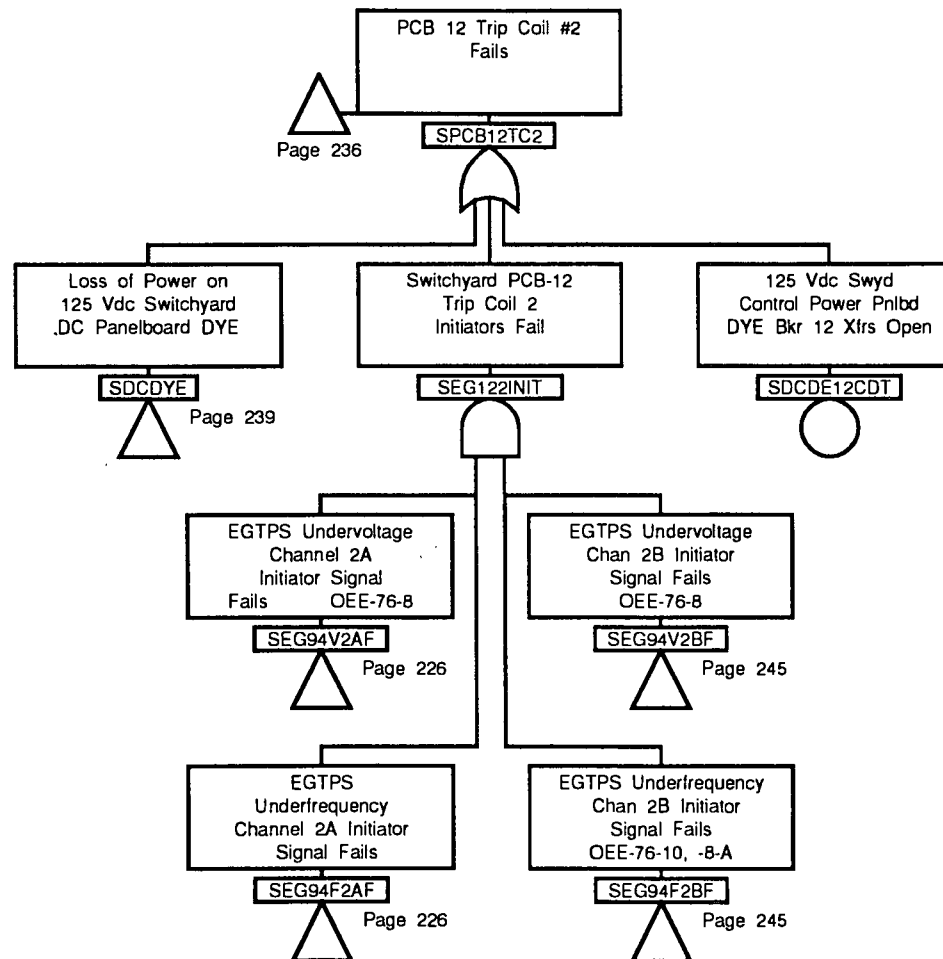 PCB 12 Trip Coil #2
Fails
Page 236
SPCB12TC2
Loss of Power on
125 Vdc Switchyard
.DC Panelboard DYE
SDCDYE
Page 239
Switchyard PCB-12
Trip Coil 2
Initiators Fail
SEG122INIT
125 Vdc Swyd
Control Power Pnlbd
DYE Bkr 12 Xfrs Open
SDCDE12CDT
EGTPS Undervoltage
Channel 2A
Initiator Signal
Fails OEE-76-8
SEG94V2AF
Page 226
EGTPS Undervoltage
Chan 2B Initiator
Signal Fails
OEE-76-8
SEG94V2BF
Page 245
EGTPS
Underfrequency
Channel 2A Initiator
Signal Fails
SEG94F2AF
Page 226
EGTPS Underfrequency
Chan 2B Initiator
Signal Fails
OEE-76-10, -8-A
SEG94F2BF
Page 245